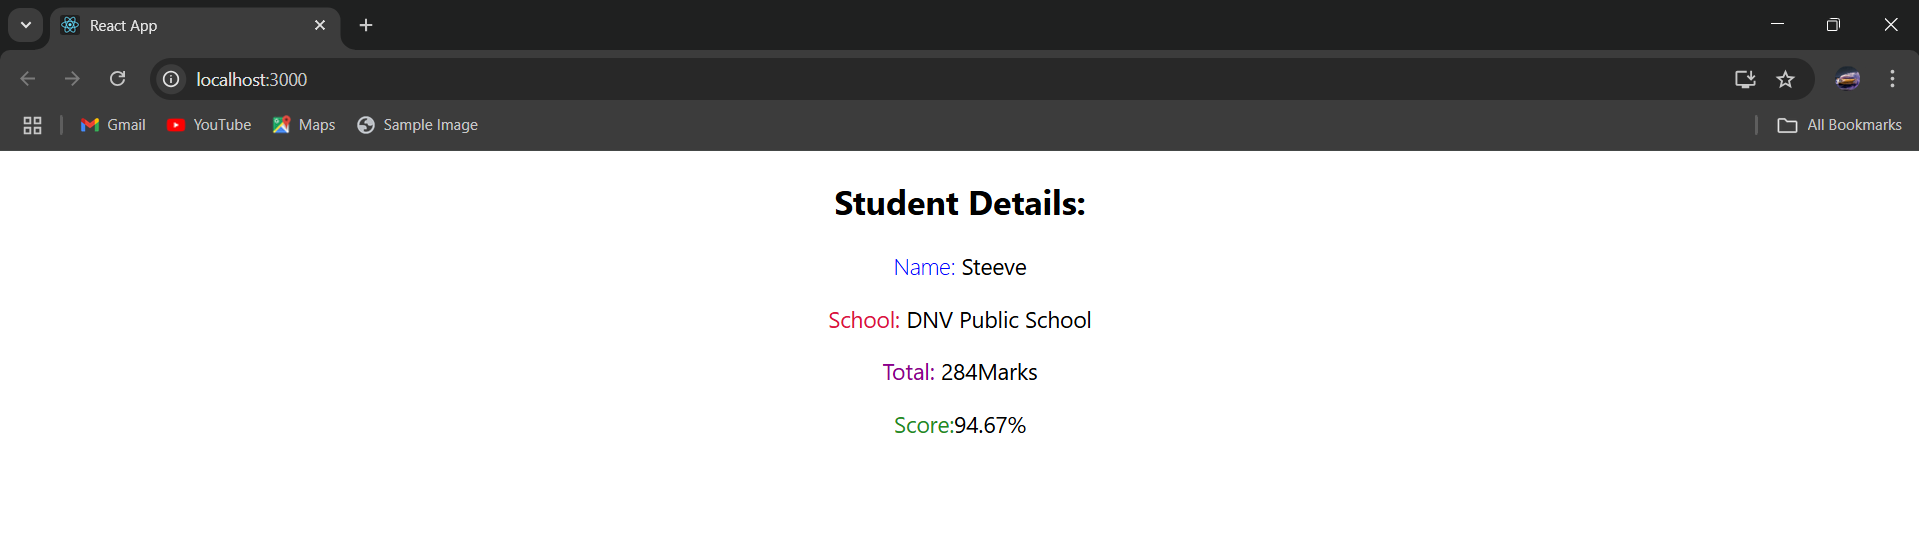 React App
localhost:3000
Gmail YouTube Maps Sample Image All Bookmarks
Student Details:
Name: Steeve
School: DNV Public School
Total: 284Marks
Score:94.67%